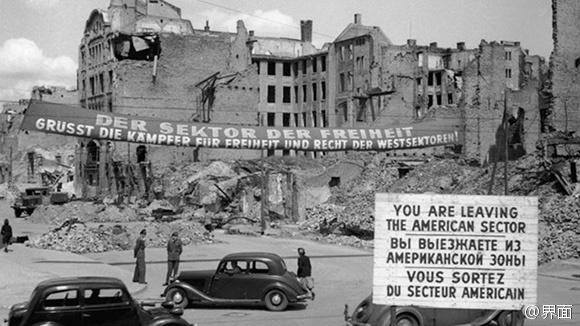 DER SEKTOR DER FREIHEIT
GRÜSST DIE KÄMPFER FÜR FREIHEIT UND RECHT DER WESTSEKTOREN!
YOU ARE LEAVING
THE AMERICAN SECTOR
ВЫ ВЫЕЗЖАЕТЕ ИЗ
АМЕРИКАНСКОЙ ЗОНЫ
VOUS SORTEZ
DU SECTEUR AMERICAIN
@界面